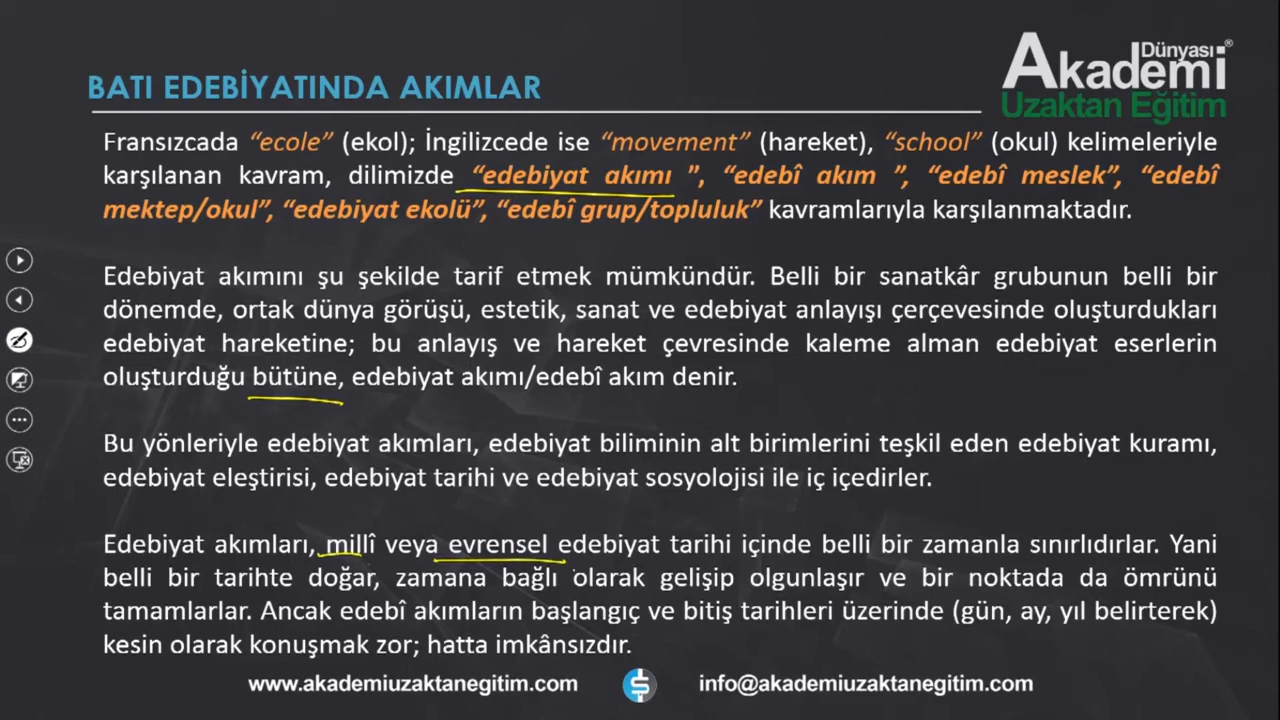 Dünyası
Akademi®
Uzaktan Eğitim
BATI EDEBİYATINDA AKIMLAR
Fransızcada “ecole” (ekol); İngilizcede ise “movement” (hareket), “school” (okul) kelimeleriyle
karşılanan kavram, dilimizde “edebiyat akımı ”, “edebî akım ”, “edebî meslek”, “edebî
mektep/okul”, “edebiyat ekolü”, “edebî grup/topluluk” kavramlarıyla karşılanmaktadır.
Edebiyat akımını şu şekilde tarif etmek mümkündür. Belli bir sanatkâr grubunun belli bir
dönemde, ortak dünya görüşü, estetik, sanat ve edebiyat anlayışı çerçevesinde oluşturdukları
edebiyat hareketine; bu anlayış ve hareket çevresinde kaleme alman edebiyat eserlerin
oluşturduğu bütüne, edebiyat akımı/edebî akım denir.
Bu yönleriyle edebiyat akımları, edebiyat biliminin alt birimlerini teşkil eden edebiyat kuramı,
edebiyat eleştirisi, edebiyat tarihi ve edebiyat sosyolojisi ile iç içedirler.
Edebiyat akımları, millî veya evrensel edebiyat tarihi içinde belli bir zamanla sınırlıdırlar. Yani
belli bir tarihte doğar, zamana bağlı olarak gelişip olgunlaşır ve bir noktada da ömrünü
tamamlarlar. Ancak edebî akımların başlangıç ve bitiş tarihleri üzerinde (gün, ay, yıl belirterek)
kesin olarak konuşmak zor; hatta imkânsızdır.
www.akademiuzaktanegitim.com info@akademiuzaktanegitim.com